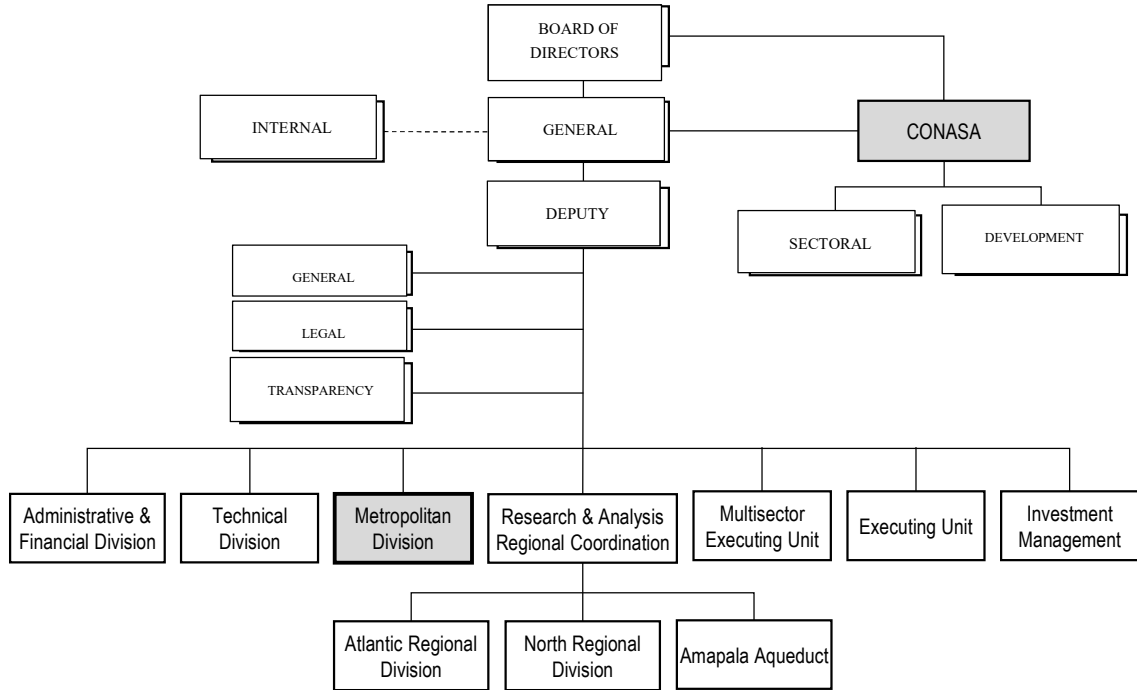 BOARD OF
DIRECTORS
INTERNAL
GENERAL
CONASA
DEPUTY
SECTORAL
DEVELOPMENT
GENERAL
LEGAL
TRANSPARENCY
Administrative &
Financial Division
Technical
Division
Metropolitan
Division
Research & Analysis
Regional Coordination
Multisector
Executing Unit
Executing Unit
Investment
Management
Atlantic Regional
Division
North Regional
Division
Amapala Aqueduct